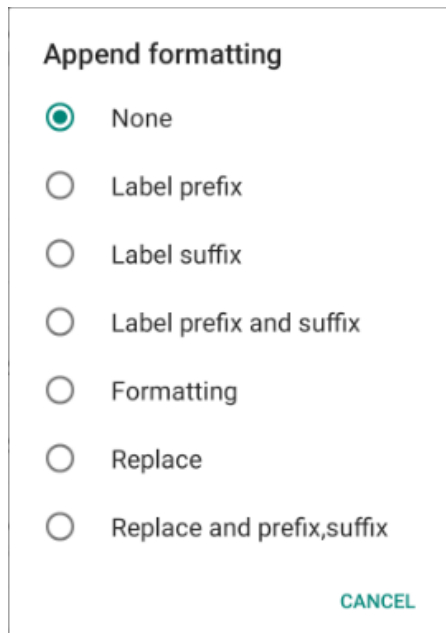 Append formatting
None
Label prefix
Label suffix
Label prefix and suffix
Formatting
Replace
Replace and prefix,suffix
CANCEL